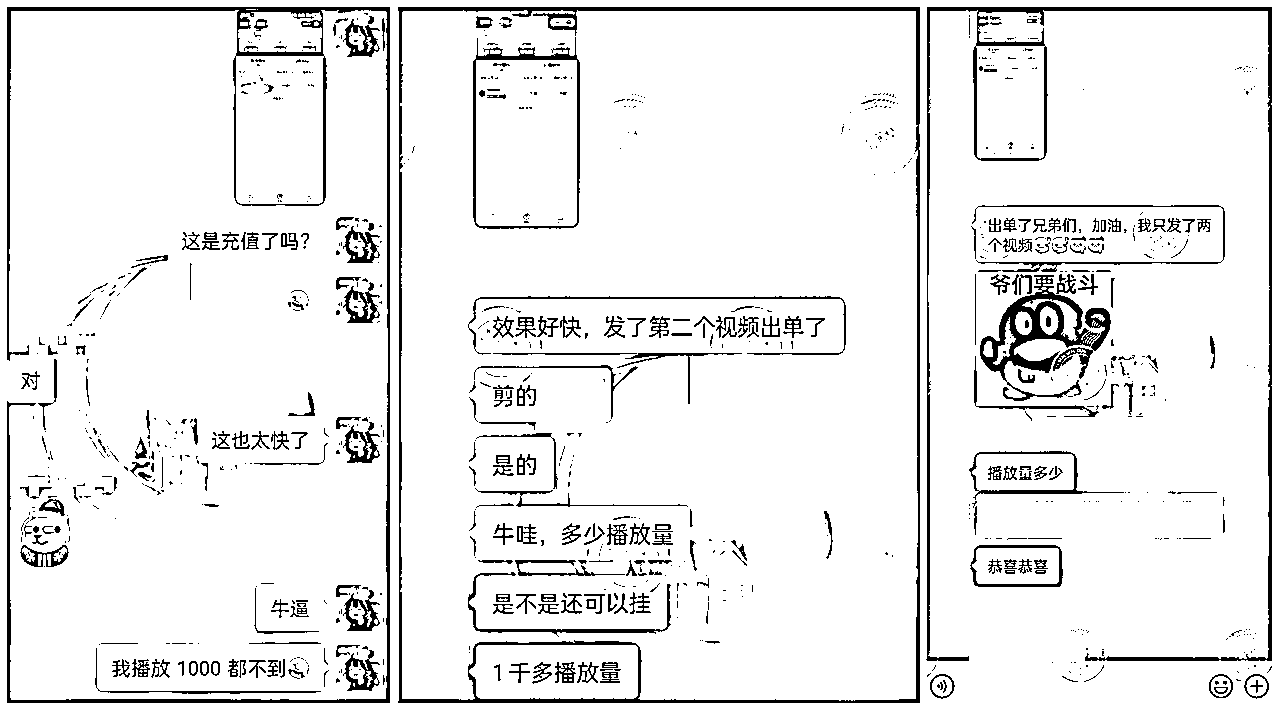 这是充值了吗?
对
这也太快了
牛逼
我播放 1000 都不到
效果好快，发了第二个视频出单了
剪的
是的
牛哇，多少播放量
是不是还可以挂
1千多播放量
出单了兄弟们，加油，我只发了两
个视频
爷们要战斗
播放量多少
恭喜恭喜